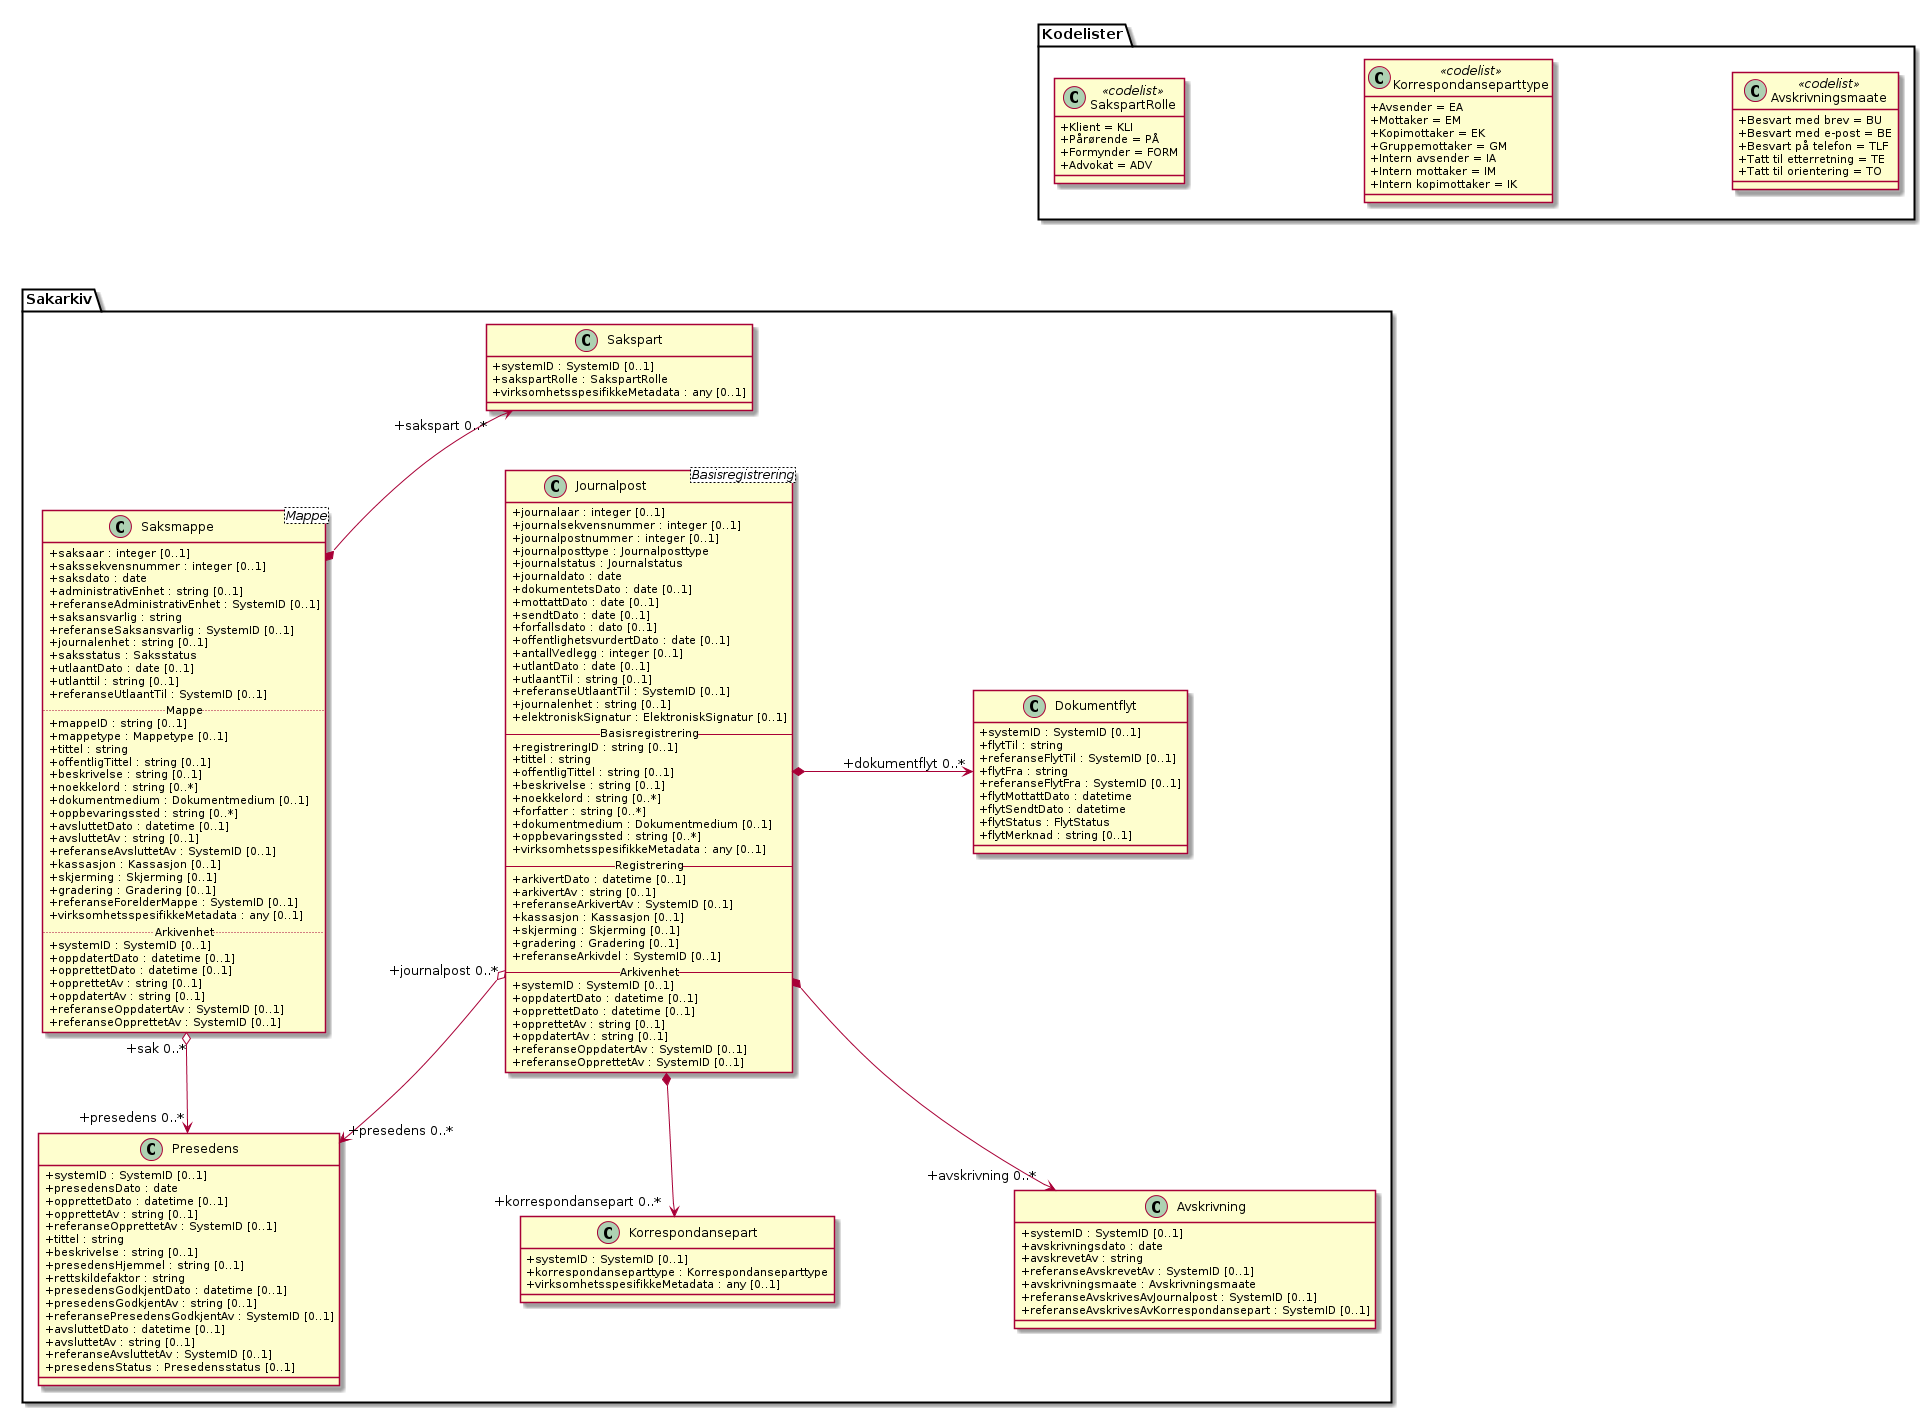 Kodelister
C «codelist»
SakspartRolle
+Klient = KLI
+Pårørende = PÅ
+Formynder = FORM
+Advokat = ADV
C «codelist»
Korrespondanseparttype
+Avsender = EA
+Mottaker = EM
+Kopimottaker = EK
+Gruppemottaker = GM
+Intern avsender = IA
+Intern mottaker = IM
+Intern kopimottaker = IK
C «codelist»
Avskrivningsmaate
+Besvart med brev = BU
+Besvart med e-post = BE
+Besvart på telefon = TLF
+Tatt til etterretning = TE
+Tatt til orientering = TO
Sakarkiv
C Sakspart
+systemID : SystemID [0..1]
+sakspartRolle : SakspartRolle
+virksomhetsspesifikkeMetadata : any [0..1]
+sakspart 0..*
C Saksmappe
Mappe
+saksaar : integer [0..1]
+sakssekvensnummer : integer [0..1]
+saksdato : date
+administrativEnhet : string [0..1]
+referanseAdministrativEnhet : SystemID [0..1]
+saksansvarlig : string
+referanseSaksansvarlig : SystemID [0..1]
+journalenhet : string [0..1]
+saksstatus : Saksstatus
+utlaantDato : date [0..1]
+utlanttil : string [0..1]
+referanseUtlaantTil : SystemID [0..1]
Mappe
+mappeID : string [0..1]
+mappetype : Mappetype [0..1]
+tittel : string
+offentligTittel : string [0..1]
+beskrivelse : string [0..1]
+noekkelord : string [0..*]
+dokumentmedium : Dokumentmedium [0..1]
+oppbevaringssted : string [0..*]
+avsluttetDato : datetime [0..1]
+avsluttetAv : string [0..1]
+referanseAvsluttetAv : SystemID [0..1]
+kassasjon : Kassasjon [0..1]
+skjerming : Skjerming [0..1]
+gradering : Gradering [0..1]
+referanseForelderMappe : SystemID [0..1]
+virksomhetsspesifikkeMetadata : any [0..1]
Arkivenhet
+systemID : SystemID [0..1]
+oppdatertDato : datetime [0..1]
+opprettetDato : datetime [0..1]
+opprettetAv : string [0..1]
+oppdatertAv : string [0..1]
+referanseOppdatertAv : SystemID [0..1]
+referanseOpprettetAv : SystemID [0..1]
C Journalpost
Basisregistrering
+journalaar : integer [0..1]
+journalsekvensnummer : integer [0..1]
+journalpostnummer : integer [0..1]
+journalposttype : Journalposttype
+journalstatus : Journalstatus
+journaldato : date
+dokumentetsDato : date [0..1]
+mottattDato : date [0..1]
+sendtDato : date [0..1]
+forfallsdato : dato [0..1]
+offentlighetsvurdertDato : date [0..1]
+antallVedlegg : integer [0..1]
+utlantDato : date [0..1]
+utlaantTil : string [0..1]
+referanseUtlaantTil : SystemID [0..1]
+journalenhet : string [0..1]
+elektroniskSignatur : ElektroniskSignatur [0..1]
Basisregistrering
+registreringID : string [0..1]
+tittel : string
+offentligTittel : string [0..1]
+beskrivelse : string [0..1]
+noekkelord : string [0..*]
+forfatter : string [0..*]
+dokumentmedium : Dokumentmedium [0..1]
+oppbevaringssted : string [0..*]
+virksomhetsspesifikkeMetadata : any [0..1]
Registrering
+arkivertDato : datetime [0..1]
+arkivertAv : string [0..1]
+referanseArkivertAv : SystemID [0..1]
+kassasjon : Kassasjon [0..1]
+skjerming : Skjerming [0..1]
+gradering : Gradering [0..1]
+referanseArkivdel : SystemID [0..1]
Arkivenhet
+systemID : SystemID [0..1]
+oppdatertDato : datetime [0..1]
+opprettetDato : datetime [0..1]
+opprettetAv : string [0..1]
+oppdatertAv : string [0..1]
+referanseOppdatertAv : SystemID [0..1]
+referanseOpprettetAv : SystemID [0..1]
+dokumentflyt 0..*
C Dokumentflyt
+systemID : SystemID [0..1]
+flytTil : string
+referanseFlytTil : SystemID [0..1]
+flytFra : string
+referanseFlytFra : SystemID [0..1]
+flytMottattDato : datetime
+flytSendtDato : datetime
+flytStatus : FlytStatus
+flytMerknad : string [0..1]
+journalpost 0..*
+sak 0..*
+presedens 0..*
+presedens 0..*
+korrespondansepart 0..*
+avskrivning 0..*
C Presedens
+systemID : SystemID [0..1]
+presedensDato : date
+opprettetDato : datetime [0..1]
+opprettetAv : string [0..1]
+referanseOpprettetAv : SystemID [0..1]
+tittel : string
+beskrivelse : string [0..1]
+presedensHjemmel : string [0..1]
+rettskildefaktor : string
+presedensGodkjentDato : datetime [0..1]
+presedensGodkjentAv : string [0..1]
+referansePresedensGodkjentAv : SystemID [0..1]
+avsluttetDato : datetime [0..1]
+avsluttetAv : string [0..1]
+referanseAvsluttetAv : SystemID [0..1]
+presedensStatus : Presedensstatus [0..1]
C Korrespondansepart
+systemID : SystemID [0..1]
+korrespondanseparttype : Korrespondanseparttype
+virksomhetsspesifikkeMetadata : any [0..1]
C Avskrivning
+systemID : SystemID [0..1]
+avskrivningsdato : date
+avskrevetAv : string
+referanseAvskrevetAv : SystemID [0..1]
+avskrivningsmaate : Avskrivningsmaate
+referanseAvskrivesAvJournalpost : SystemID [0..1]
+referanseAvskrivesAvKorrespondansepart : SystemID [0..1]